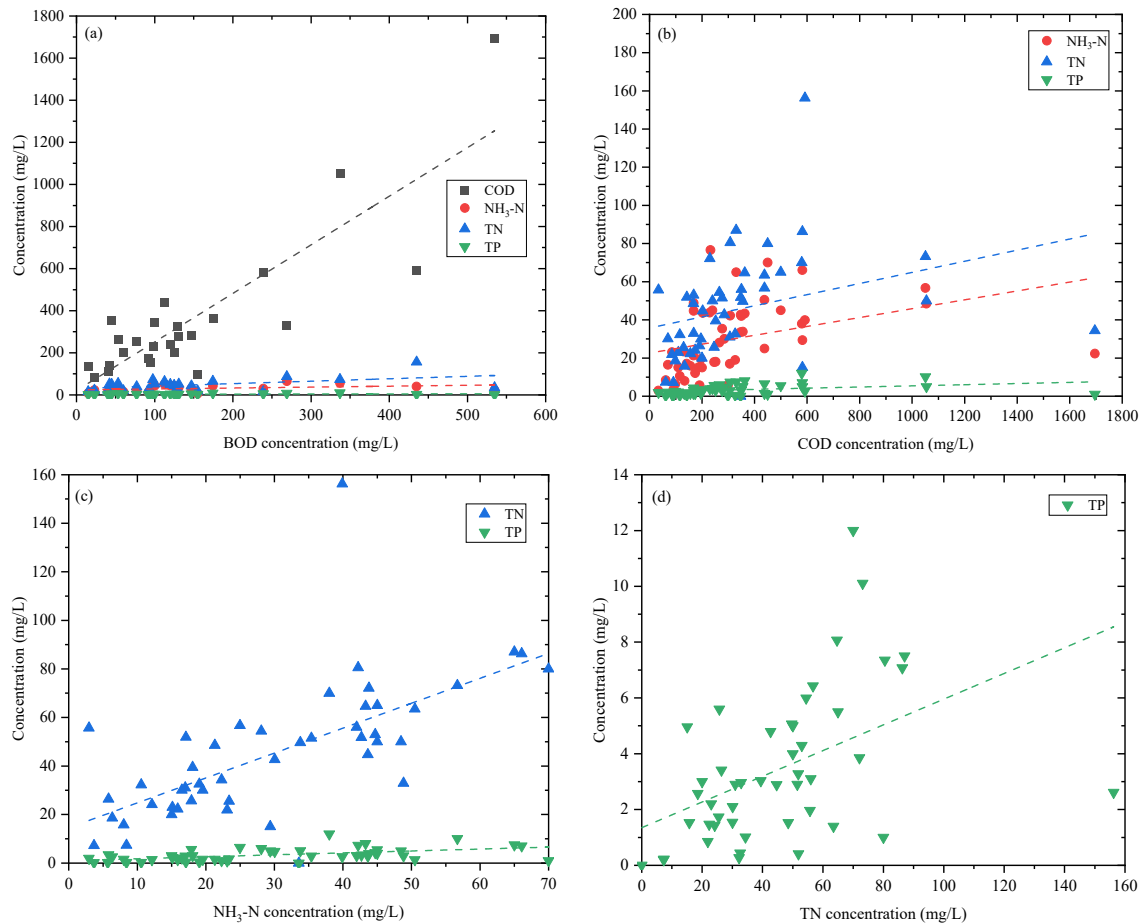 (a)
Concentration (mg/L)
1800
1600
1400
1200
1000
800
600
400
200
0
0 100 200 300 400 500 600
BOD concentration (mg/L)
COD
NH₃-N
TN
TP
(b)
Concentration (mg/L)
200
180
160
140
120
100
80
60
40
20
0
0 200 400 600 800 1000 1200 1400 1600 1800
COD concentration (mg/L)
NH₃-N
TN
TP
(c)
Concentration (mg/L)
160
140
120
100
80
60
40
20
0
0 10 20 30 40 50 60 70
NH₃-N concentration (mg/L)
TN
TP
(d)
Concentration (mg/L)
14
12
10
8
6
4
2
0
0 20 40 60 80 100 120 140 160
TN concentration (mg/L)
TP